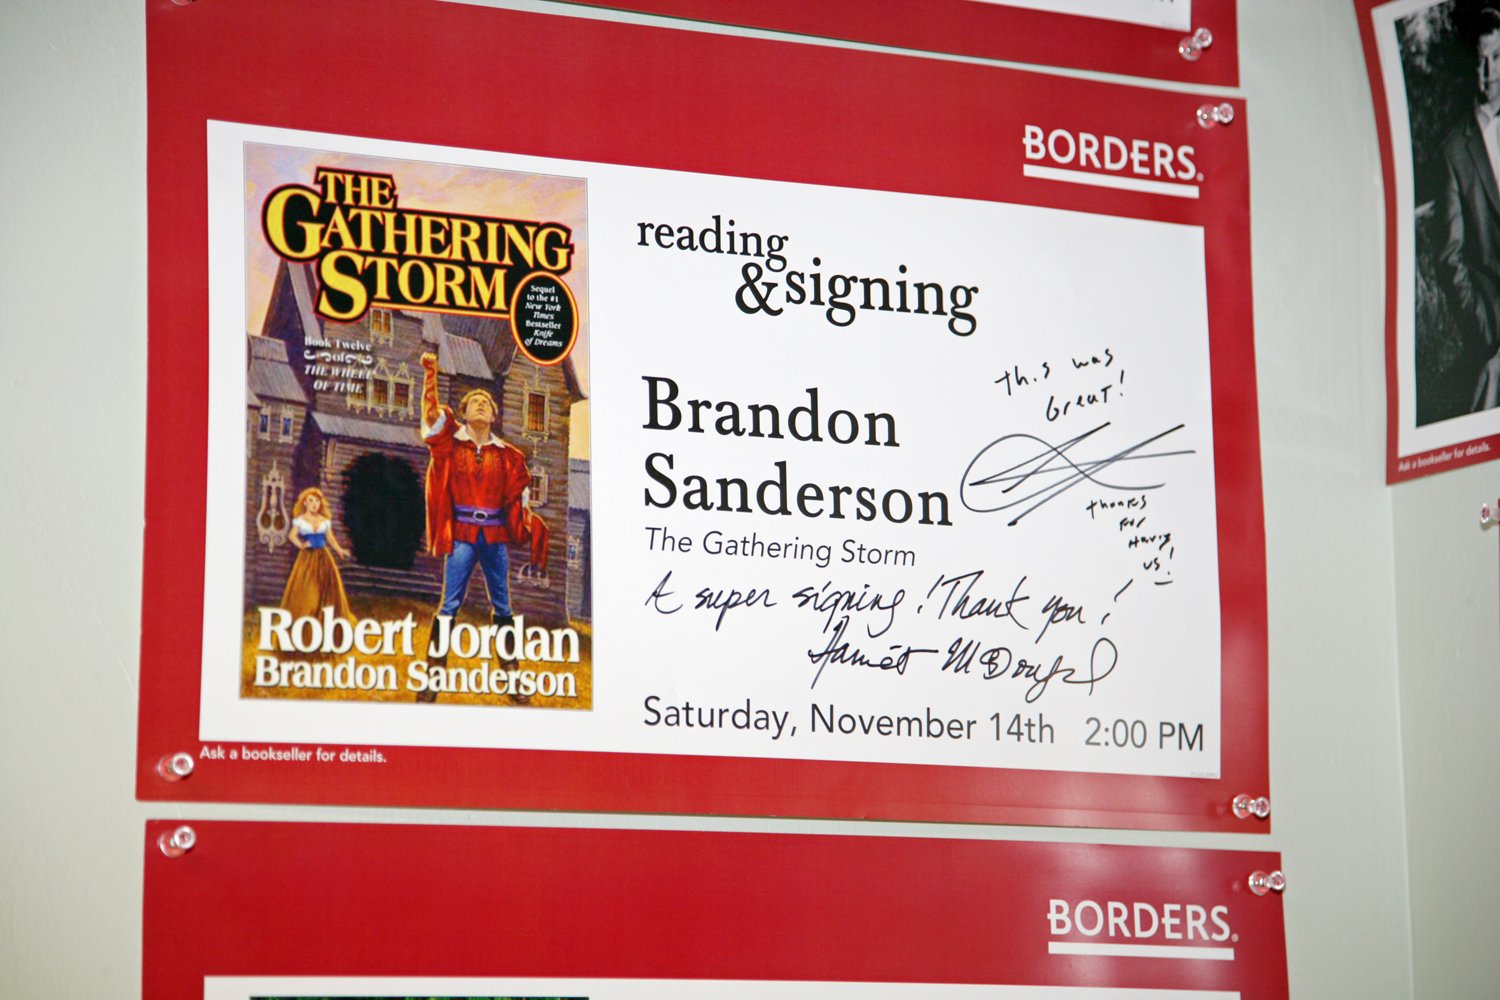 BORDERS®
THE
GATHERING
STORM
Sequel
to the #1
New York
Times
Bestseller
Knife
of Dreams
Book Twelve
of
THE WHEEL
OF TIME
Robert Jordan
Brandon Sanderson
reading
&signing
Brandon
Sanderson
The Gathering Storm
This was
Great!
thanks
for
Having
us!
A super signing! Thank you!
Harriet McDougal
Saturday, November 14th 2:00 PM
Ask a bookseller for details.
Ask a bookseller for details.
BORDERS®